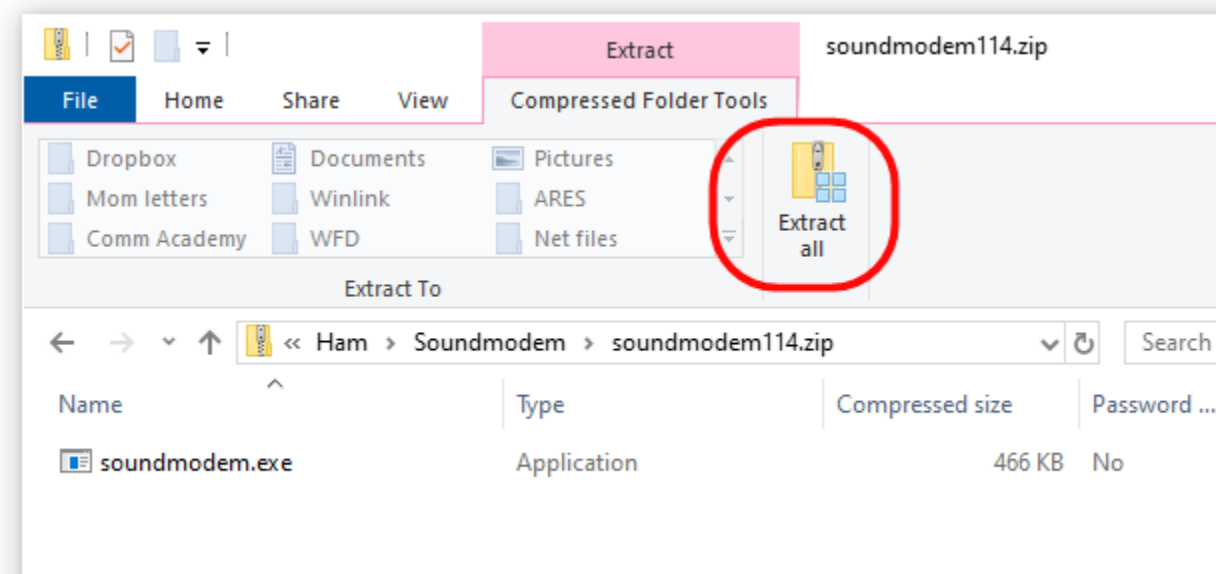 Extract soundmodem114.zip
File Home Share View Compressed Folder Tools
Dropbox Documents Pictures
Mom letters Winlink ARES
Comm Academy WFD Net files
Extract
all
Extract To
« Ham > Soundmodem > soundmodem114.zip Search
Name Type Compressed size Password ...
soundmodem.exe Application 466 KB No